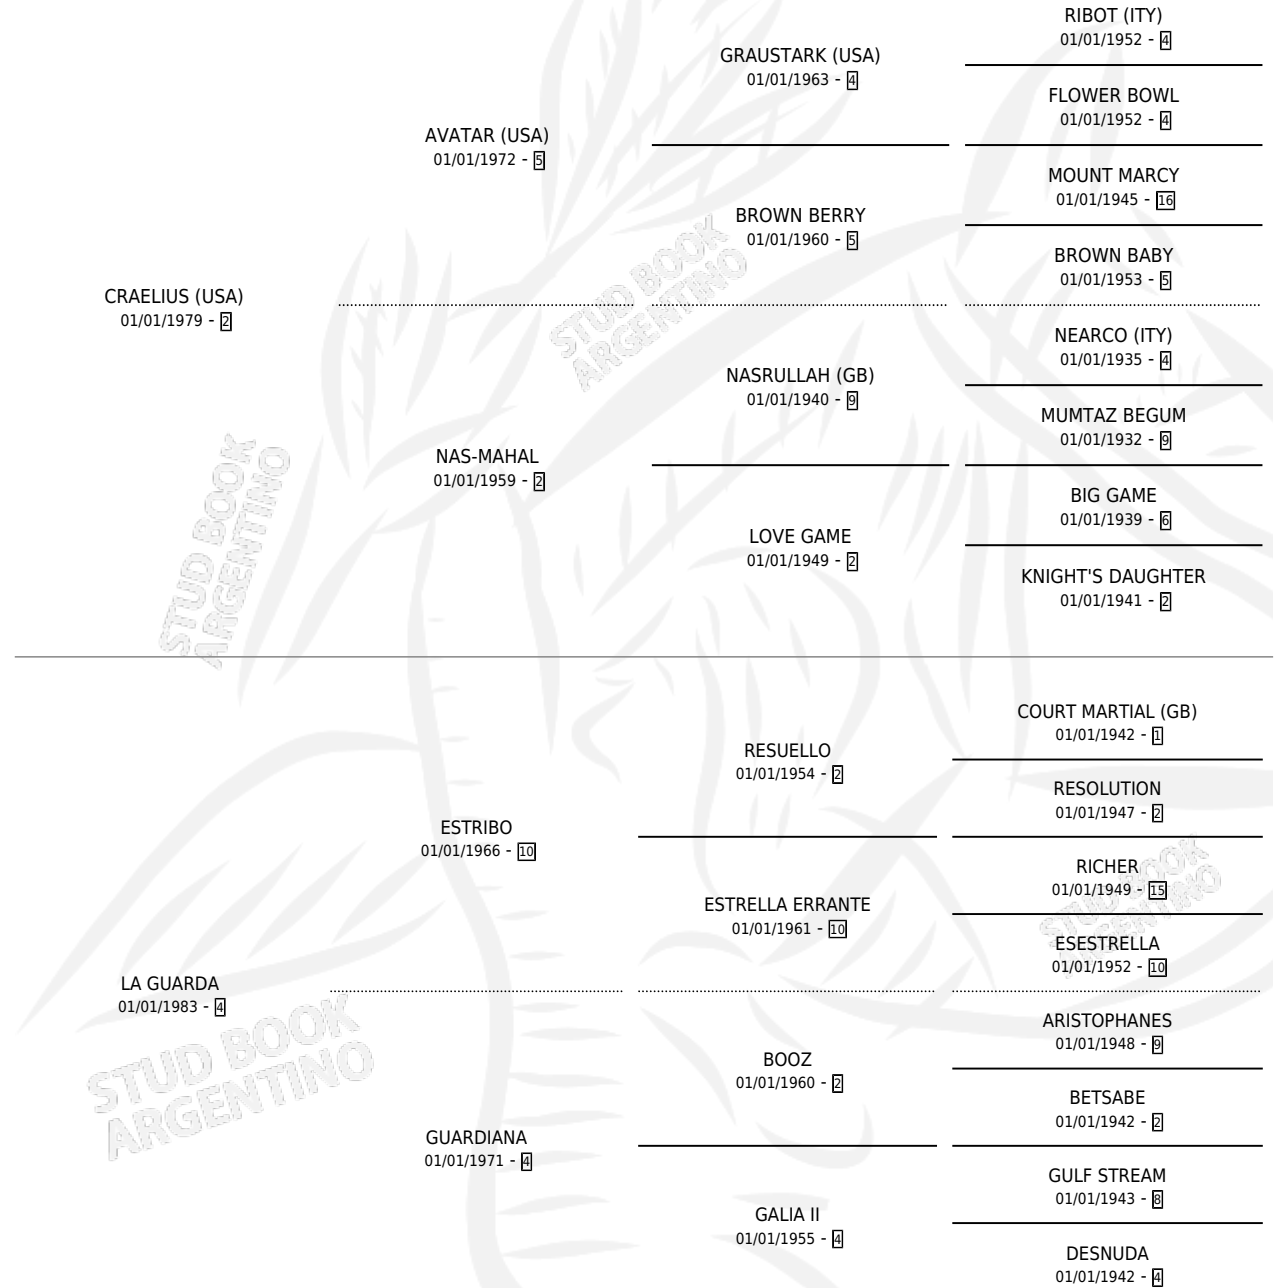 RIBOT (ITY)
01/01/1952 - 4
GRAUSTARK (USA)
01/01/1963 - 4
FLOWER BOWL
01/01/1952 - 4
AVATAR (USA)
01/01/1972 - 5
MOUNT MARCY
01/01/1945 - 16
BROWN BERRY
01/01/1960 - 5
BROWN BABY
01/01/1953 - 5
CRAELIUS (USA)
01/01/1979 - 2
NEARCO (ITY)
01/01/1935 - 4
NASRULLAH (GB)
01/01/1940 - 9
MUMTAZ BEGUM
01/01/1932 - 9
NAS-MAHAL
01/01/1959 - 2
BIG GAME
01/01/1939 - 6
LOVE GAME
01/01/1949 - 2
KNIGHT'S DAUGHTER
01/01/1941 - 2
STUD BOOK
ARGENTINO
STUD BOOK
ARGENTINO
COURT MARTIAL (GB)
01/01/1942 - 1
RESUELLO
01/01/1954 - 2
RESOLUTION
01/01/1947 - 2
ESTRIBO
01/01/1966 - 10
RICHER
01/01/1949 - 15
ESTRELLA ERRANTE
01/01/1961 - 10
ESESTRELLA
01/01/1952 - 10
STUD BOOK
ARGENTINO
LA GUARDA
01/01/1983 - 4
ARISTOPHANES
01/01/1948 - 9
BOOZ
01/01/1960 - 2
BETSABE
01/01/1942 - 2
GUARDIANA
01/01/1971 - 4
GULF STREAM
01/01/1943 - 8
GALIA II
01/01/1955 - 4
DESNUDA
01/01/1942 - 4
STUD BOOK
ARGENTINO